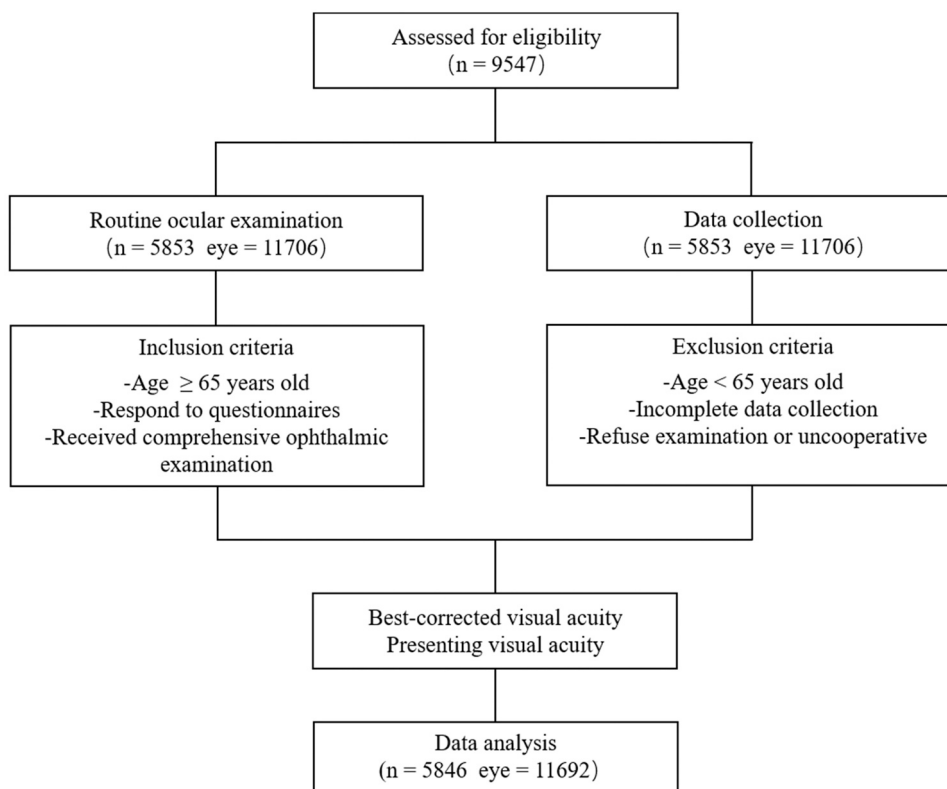 Assessed for eligibility
(n = 9547)
Routine ocular examination
(n = 5853 eye = 11706)
Data collection
(n = 5853 eye = 11706)
Inclusion criteria
-Age ≥ 65 years old
-Respond to questionnaires
-Received comprehensive ophthalmic
examination
Exclusion criteria
-Age < 65 years old
-Incomplete data collection
-Refuse examination or uncooperative
Best-corrected visual acuity
Presenting visual acuity
Data analysis
(n = 5846 eye = 11692)